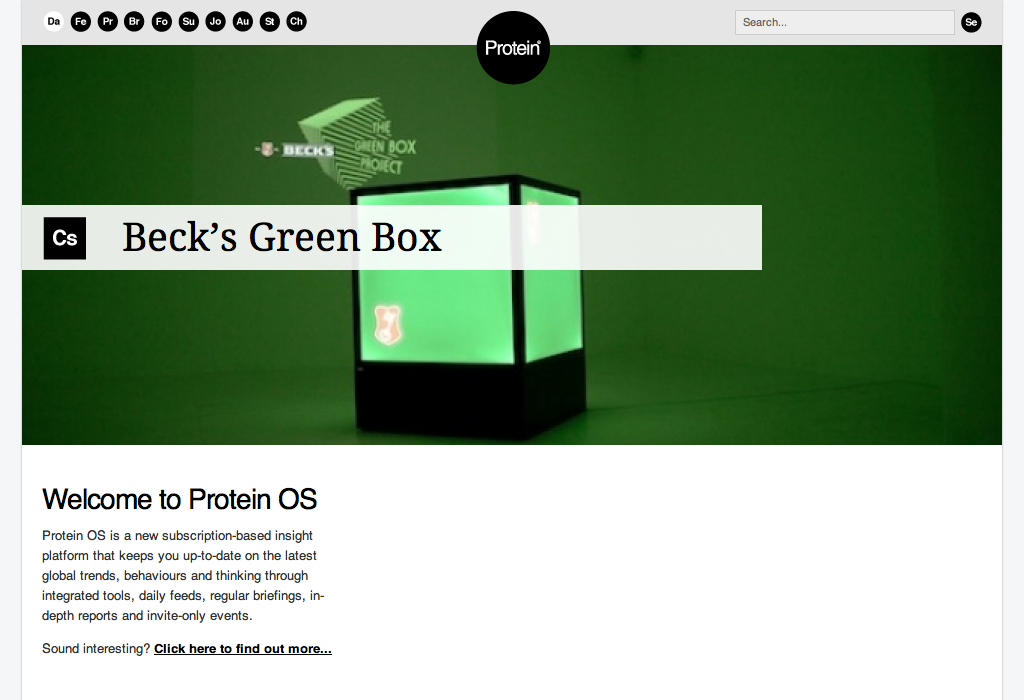 Da Fe Pr Br Fo Su Jo Au St Ch
Search...
Se
Protein®
THE
GREEN BOX
PROJECT
BECK'S
Cs
Beck’s Green Box
Welcome to Protein OS
Protein OS is a new subscription-based insight
platform that keeps you up-to-date on the latest
global trends, behaviours and thinking through
integrated tools, daily feeds, regular briefings, in-
depth reports and invite-only events.
Sound interesting? Click here to find out more...